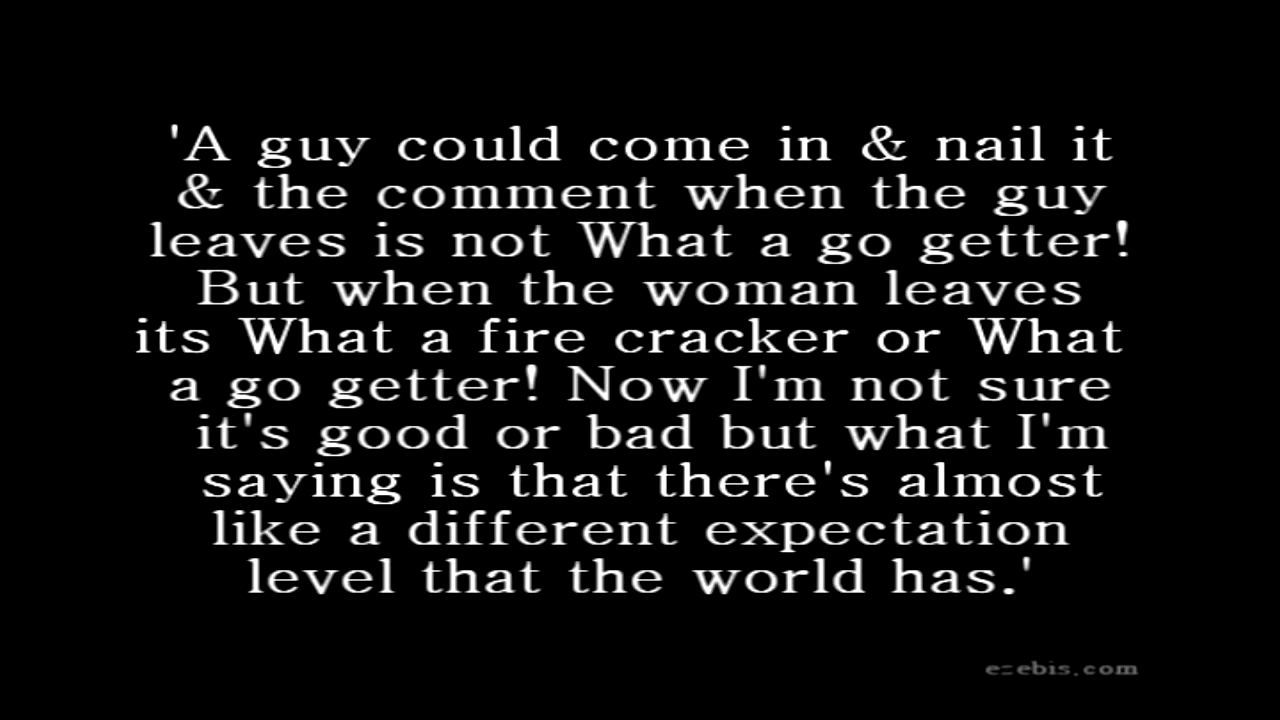 'A guy could come in & nail it
& the comment when the guy
leaves is not What a go getter!
But when the woman leaves
its What a fire cracker or What
a go getter! Now I'm not sure
it's good or bad but what I'm
saying is that there's almost
like a different expectation
level that the world has.'